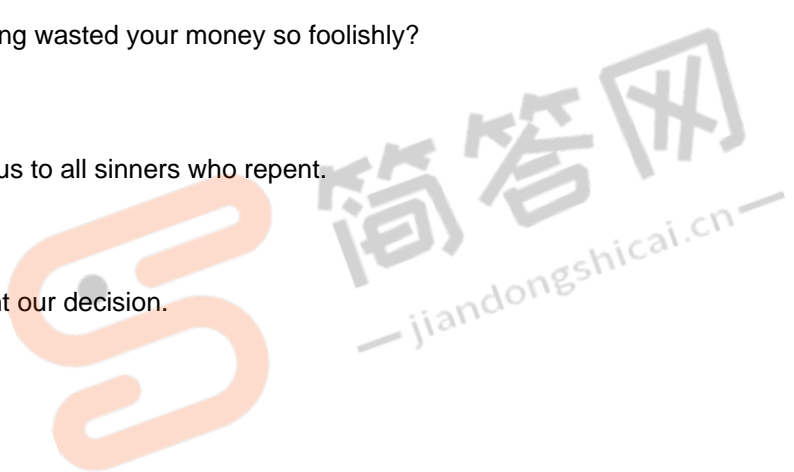 ng wasted your money so foolishly?
us to all sinners who repent.
t our decision.
简答网
jiandongshicai.cn